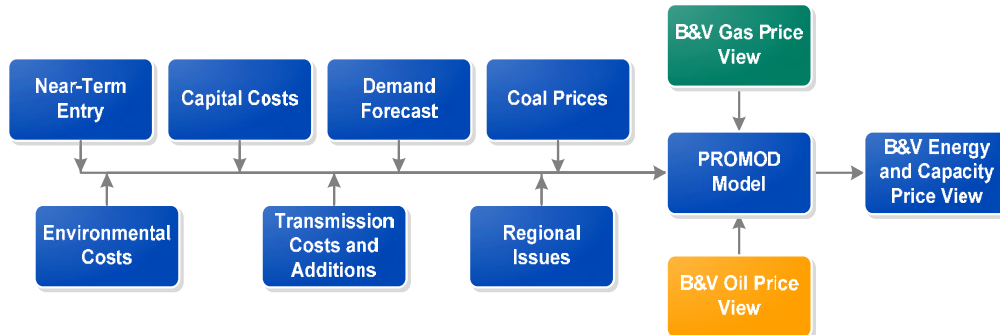 B&V Gas Price
View
Near-Term
Entry
Capital Costs
Demand
Forecast
Coal Prices
PROMOD
Model
B&V Energy
and Capacity
Price View
Environmental
Costs
Transmission
Costs and
Additions
Regional
Issues
B&V Oil Price
View